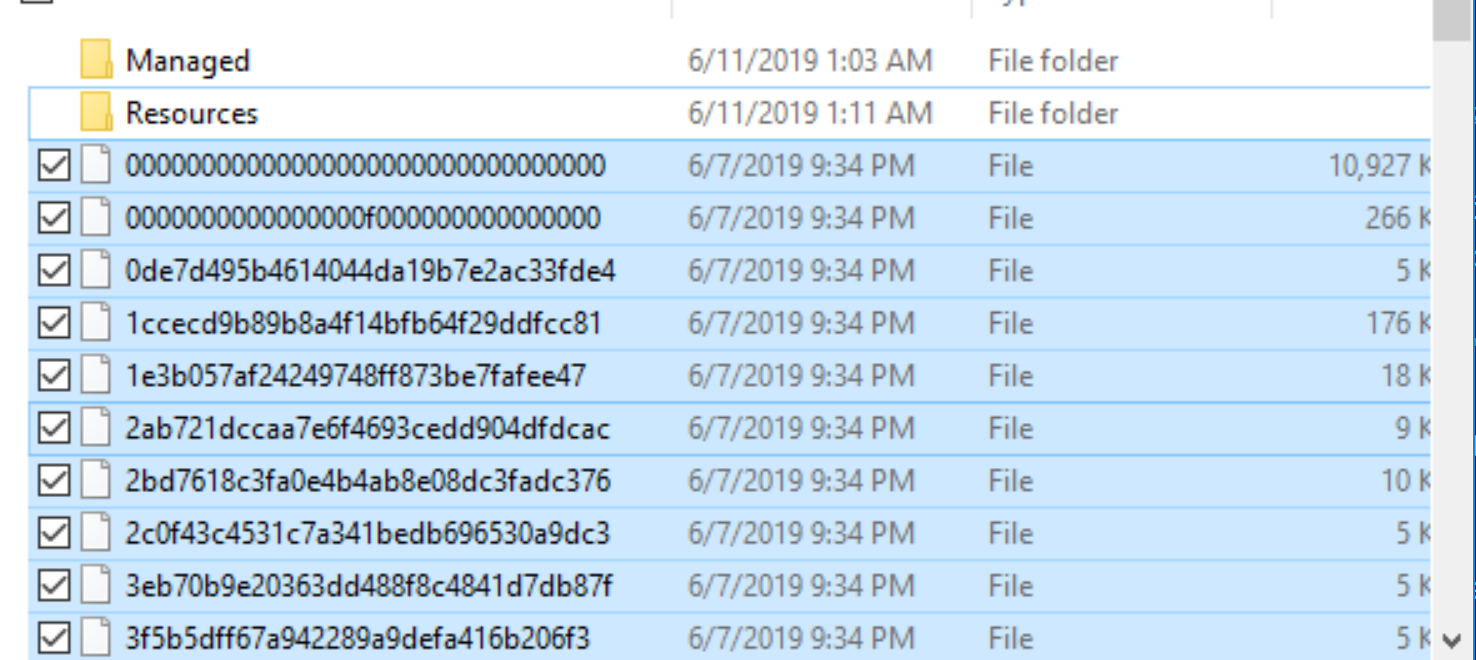 Managed 6/11/2019 1:03 AM File folder
Resources 6/11/2019 1:11 AM File folder
00000000000000000000000000000000 6/7/2019 9:34 PM File 10,927 K
0000000000000000f000000000000000 6/7/2019 9:34 PM File 266 K
0de7d495b4614044da19b7e2ac33fde4 6/7/2019 9:34 PM File 5 K
1ccecd9b89b8a4f14bfb64f29ddfcc81 6/7/2019 9:34 PM File 176 K
1e3b057af24249748ff873be7fafee47 6/7/2019 9:34 PM File 18 K
2ab721dccaa7e6f4693cedd904dfdcac 6/7/2019 9:34 PM File 9 K
2bd7618c3fa0e4b4ab8e08dc3fadc376 6/7/2019 9:34 PM File 10 K
2c0f43c4531c7a341bedb696530a9dc3 6/7/2019 9:34 PM File 5 K
3eb70b9e20363dd488f8c4841d7db87f 6/7/2019 9:34 PM File 5 K
3f5b5dff67a942289a9defa416b206f3 6/7/2019 9:34 PM File 5 K